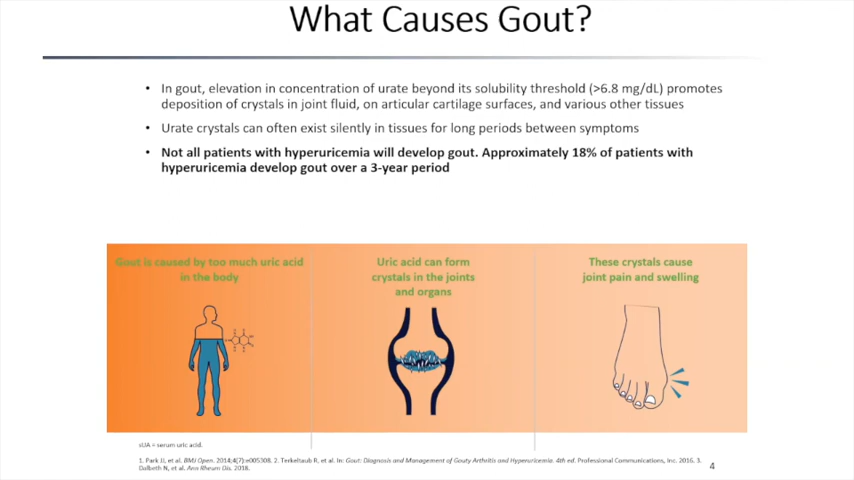 What Causes Gout?
• In gout, elevation in concentration of urate beyond its solubility threshold (>6.8 mg/dL) promotes
deposition of crystals in joint fluid, on articular cartilage surfaces, and various other tissues
• Urate crystals can often exist silently in tissues for long periods between symptoms
• Not all patients with hyperuricemia will develop gout. Approximately 18% of patients with
hyperuricemia develop gout over a 3-year period
Gout is caused by too much uric acid
in the body
Uric acid can form
crystals in the joints
and organs
These crystals cause
joint pain and swelling
sUA = serum uric acid.
1. Park JJ, et al. BMJ Open. 2014;4(7):e005308. 2. Terkeltaub R, et al. In: Gout: Diagnosis and Management of Gouty Arthritis and Hyperuricemia. 4th ed. Professional Communications, Inc. 2016. 3.
Dalbeth N, et al. Ann Rheum Dis. 2018.
4